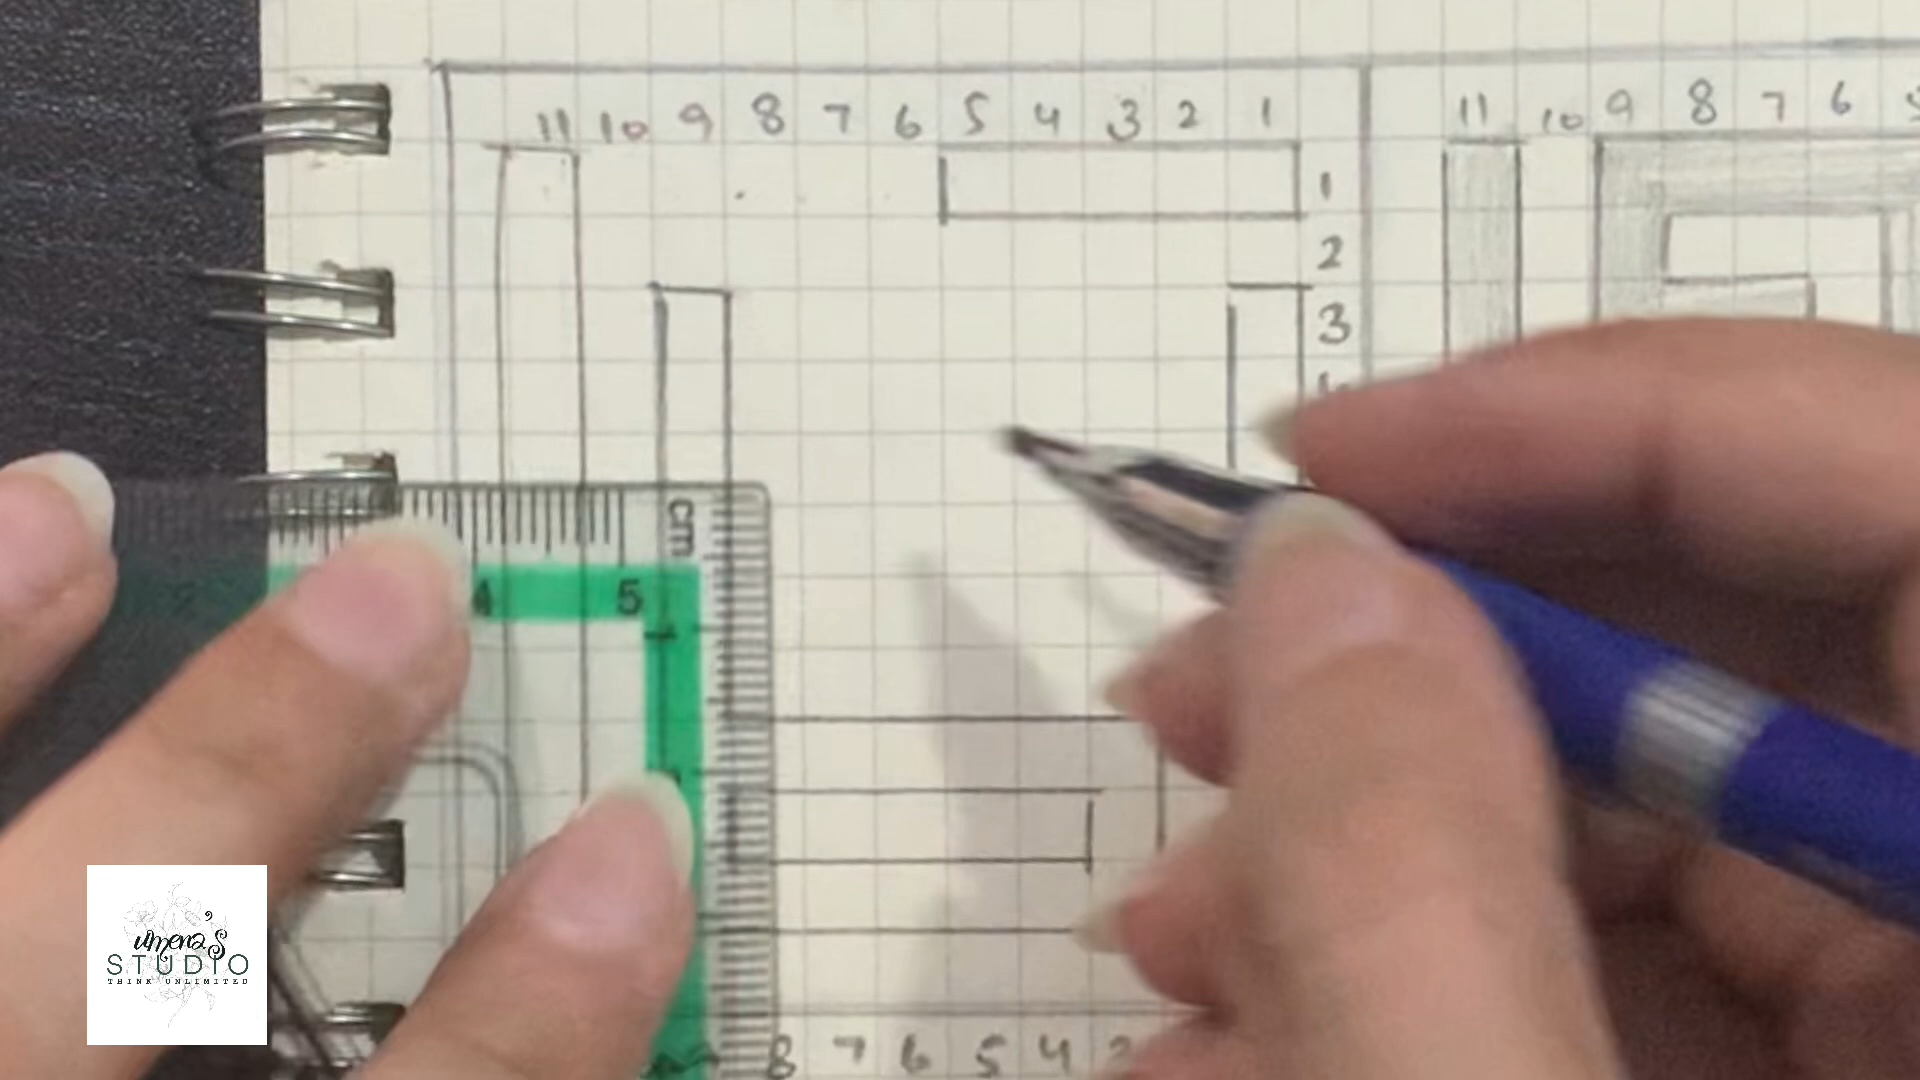 11 10 9 8 7 6 5 4 3 2 1
11 10 9 8 7 6
1
2
3
cm
4 5
8 7 6 5 4
umena's
STUDIO
THINK UNLIMITED